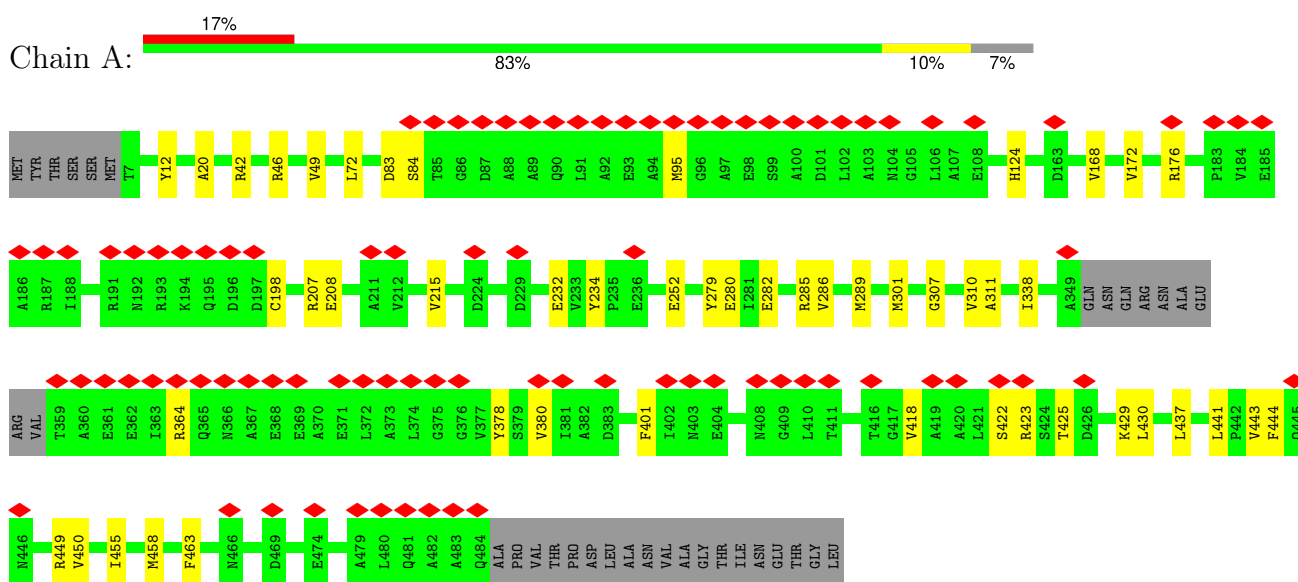 17%
Chain A:
83% 10% 7%
MET TYR THR SER SER MET T7 Y12 A20 R42 R46 V49 L72 D83 S84 T85 G86 D87 A88 A89 Q90 L91 A92 E93 A94 M95 G96 A97 E98 S99 A100 D101 L102 A103 N104 G105 L106 A107 E108 H124 D163 V168 V172 R176 P183 V184 E185
A186 R187 I188 R191 N192 R193 K194 Q195 D196 D197 C198 R207 E208 A211 V212 V215 D224 D229 E232 V233 Y234 P235 E236 E252 Y279 E280 I281 E282 R285 V286 M289 M301 G307 V310 A311 I338 A349 GLN ASN GLN ARG ASN ALA GLU
ARG VAL T359 A360 E361 E362 I363 R364 Q365 N366 A367 E368 E369 A370 E371 L372 A373 L374 G375 G376 V377 Y378 S379 V380 I381 A382 D383 F401 I402 N403 E404 N408 G409 L410 T411 T416 G417 V418 A419 A420 L421 S422 R423 S424 T425 D426 K429 L430 L437 L441 P442 V443 F444 Q445
N446 R449 V450 I455 M458 F463 N466 D469 E474 A479 L480 Q481 A482 A483 Q484 ALA PRO VAL THR PRO ASP LEU ALA ASN VAL ALA GLY THR ILE ASN GLU THR GLY LEU